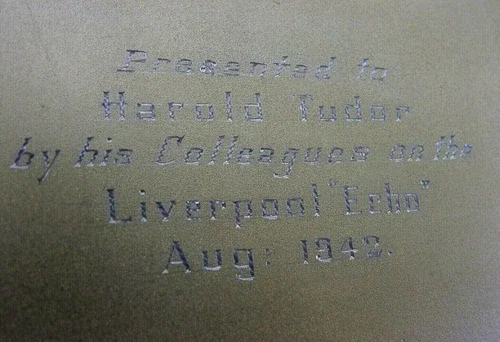 Presented to
Harold Tudor
by his Colleagues on the
Liverpool "Echo"
Aug: 1942.